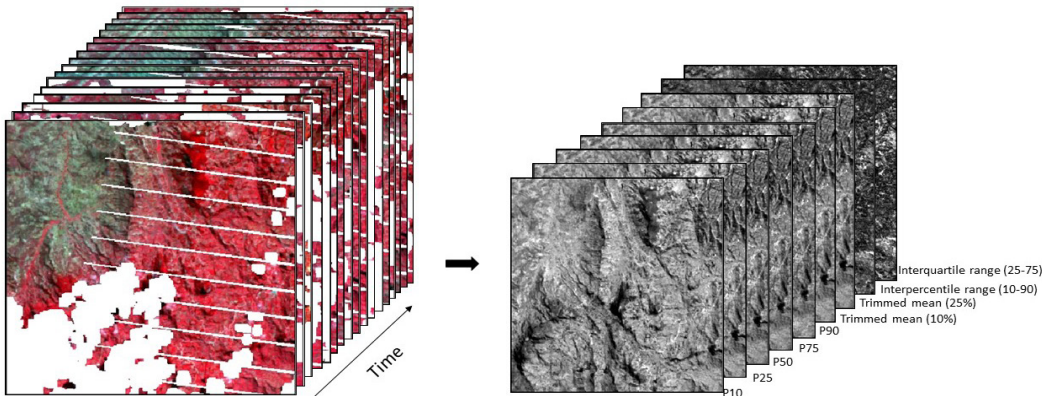 Time
Interquartile range (25-75)
Interpercentile range (10-90)
Trimmed mean (25%)
Trimmed mean (10%)
P90
P75
P50
P25
P10